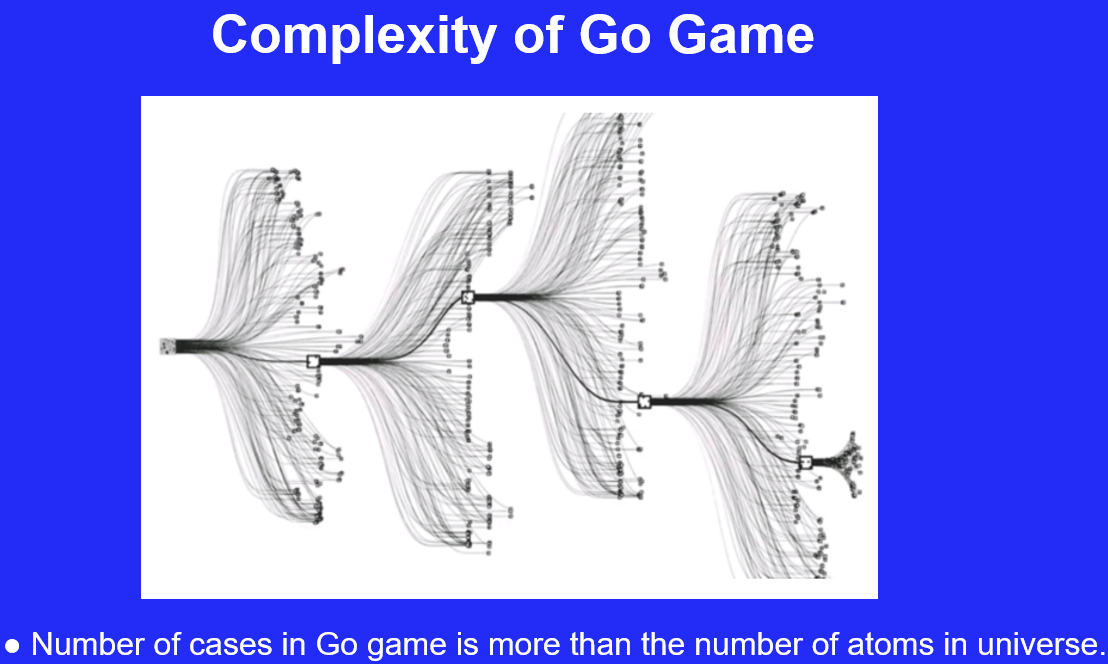 Complexity of Go Game
● Number of cases in Go game is more than the number of atoms in universe.